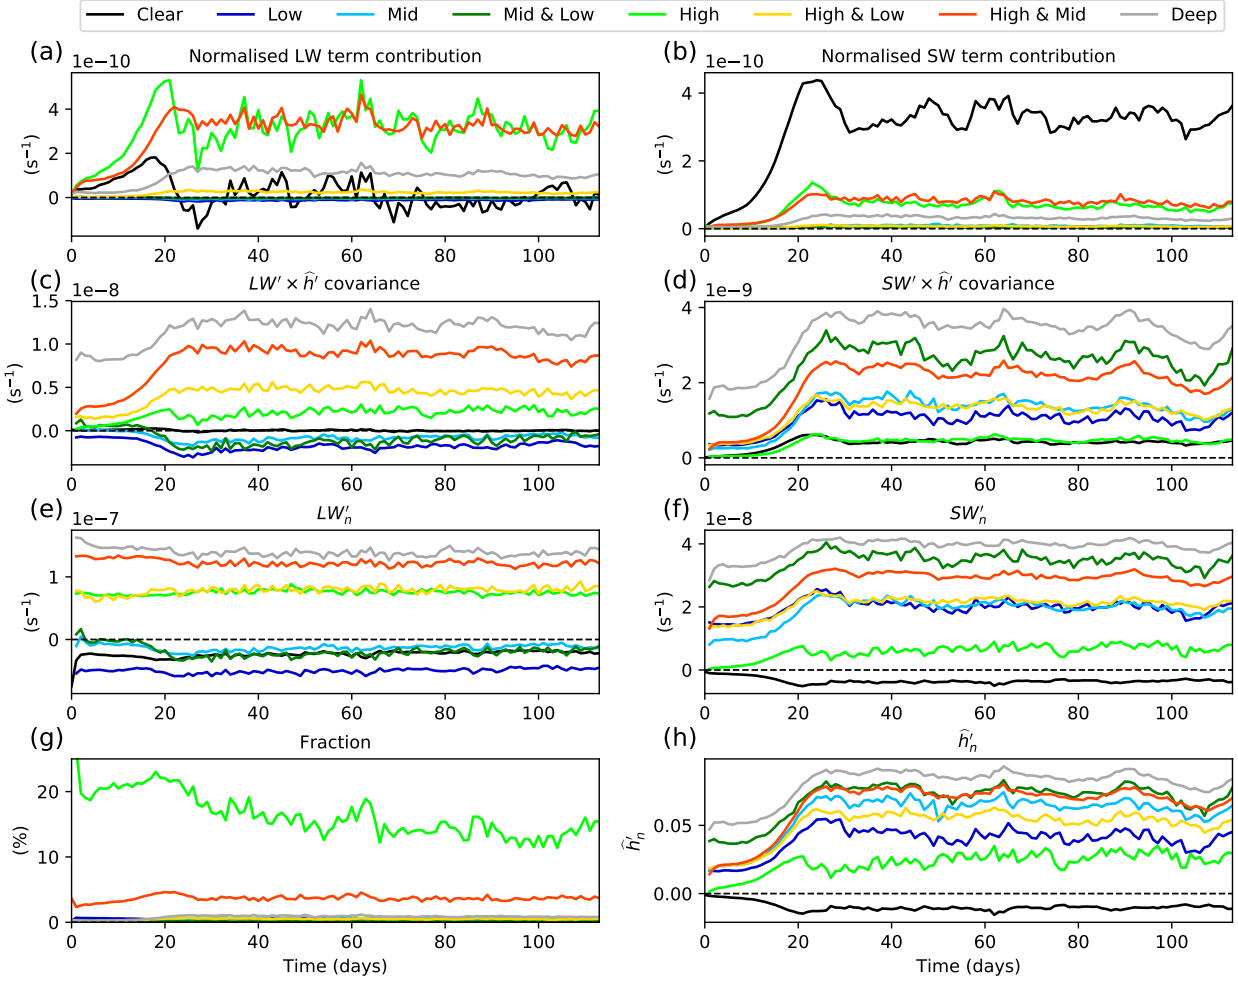 Clear Low Mid Mid & Low High High & Low High & Mid Deep
(a) 1e−10 Normalised LW term contribution
(s⁻¹)
4
2
0
0 20 40 60 80 100
(b) 1e−10 Normalised SW term contribution
(s⁻¹)
4
2
0
0 20 40 60 80 100
(c) 1e−8 LW′ × ĥ′ covariance
(s⁻¹)
1.5
1.0
0.5
0.0
0 20 40 60 80 100
(d) 1e−9 SW′ × ĥ′ covariance
(s⁻¹)
4
2
0
0 20 40 60 80 100
(e) 1e−7 LW′ₙ
(s⁻¹)
1
0
0 20 40 60 80 100
(f) 1e−8 SW′ₙ
(s⁻¹)
4
2
0
0 20 40 60 80 100
(g) Fraction
(%)
20
10
0
0 20 40 60 80 100
Time (days)
(h) ĥ′ₙ
ĥ′ₙ
0.05
0.00
0 20 40 60 80 100
Time (days)